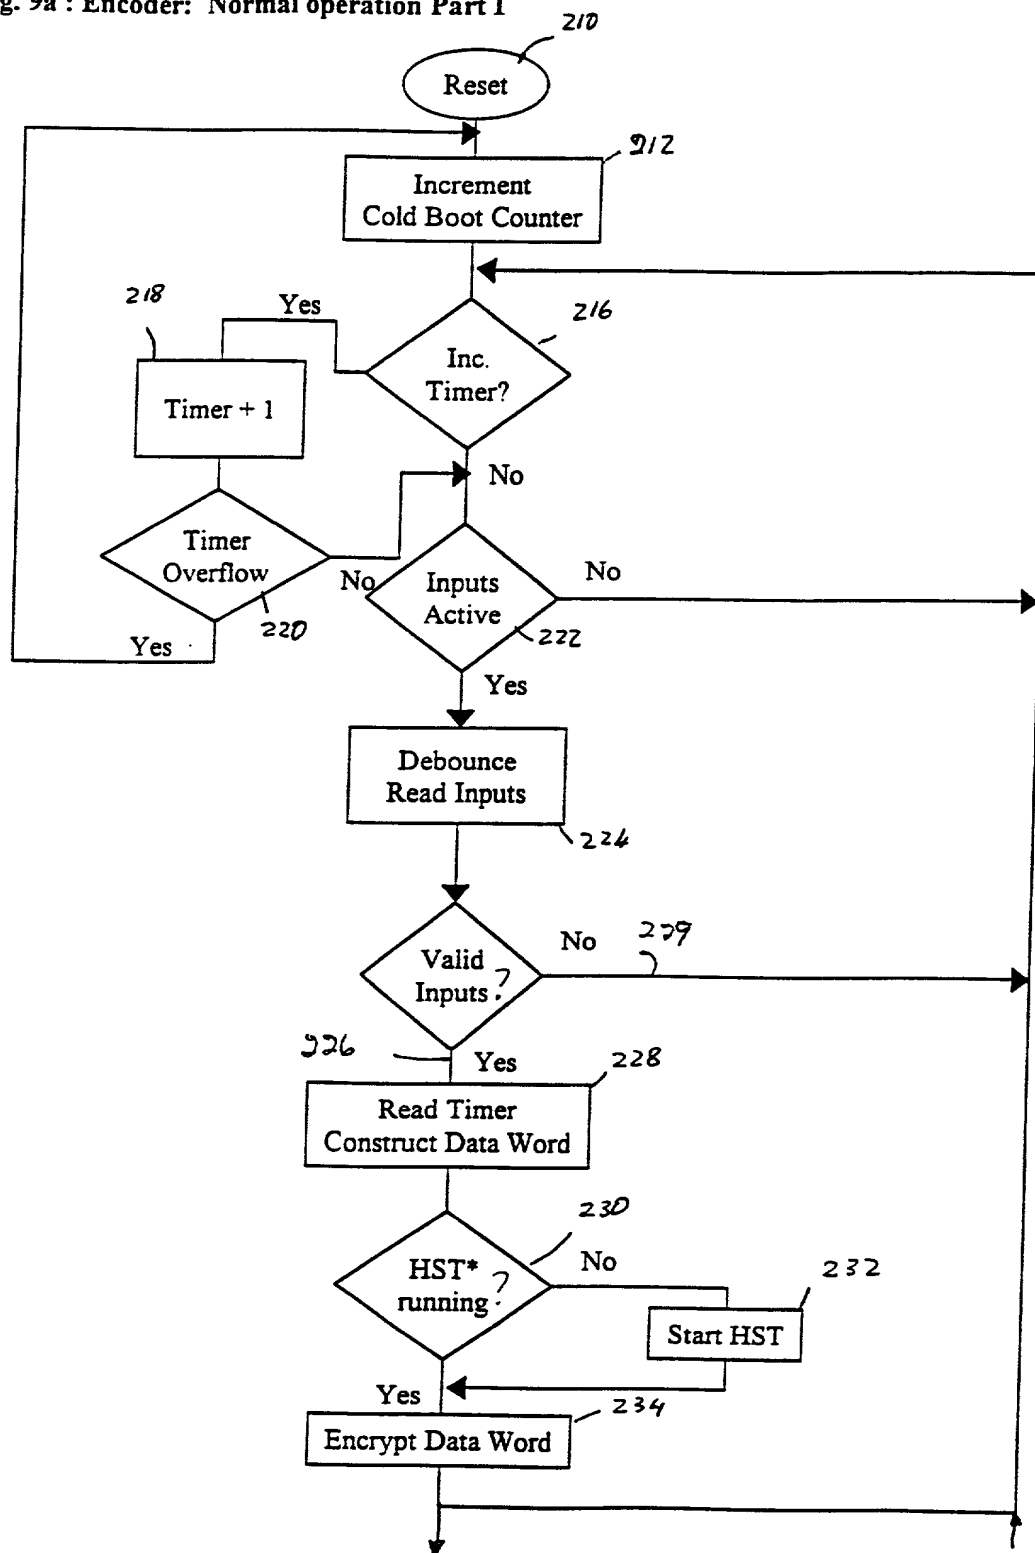 g. 9a : Encoder: Normal operation Part 1
210
Reset
212
Increment
Cold Boot Counter
218
Yes
216
Inc.
Timer?
Timer + 1
No
Timer
Overflow
No
Inputs
Active
No
220
222
Yes
Yes
Debounce
Read Inputs
224
No
229
Valid
Inputs ?
226
Yes
228
Read Timer
Construct Data Word
230
HST*
running ?
No
232
Start HST
Yes
234
Encrypt Data Word